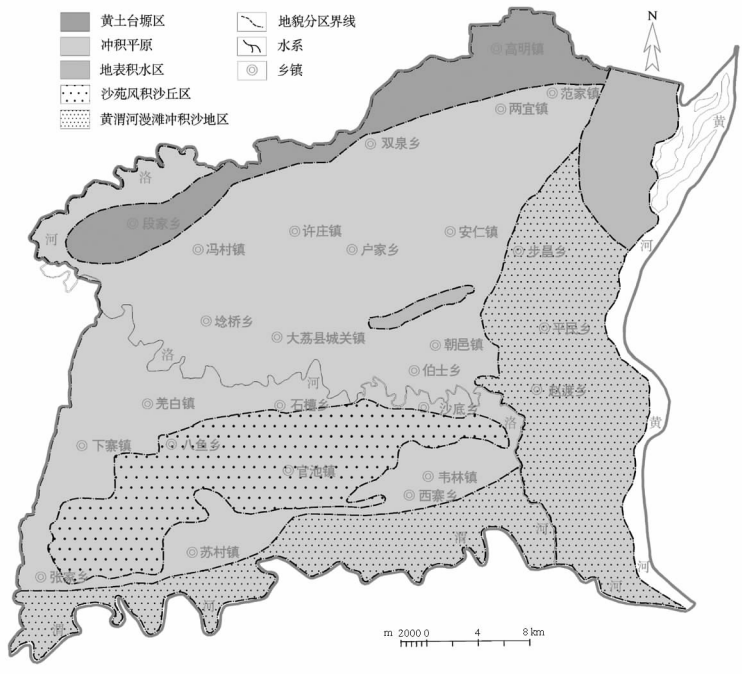 黄土台塬区
冲积平原
地表积水区
沙苑风积沙丘区
黄渭河漫滩冲积沙地区
地貌分区界线
水系
乡镇
N
高明镇
范家镇
两宜镇
黄
双泉乡
洛
段家乡
河
许庄镇
安仁镇
冯村镇
户家乡
步昌乡
河
埝桥乡
平民乡
大荔县城关镇
朝邑镇
洛
伯士乡
河
赵渡乡
羌白镇
石槽乡
沙底乡
洛
黄
下寨镇
八鱼乡
官池镇
韦林镇
西寨乡
渭
河
苏村镇
河
张家乡
河
河
渭
m 2000 0 4 8 km